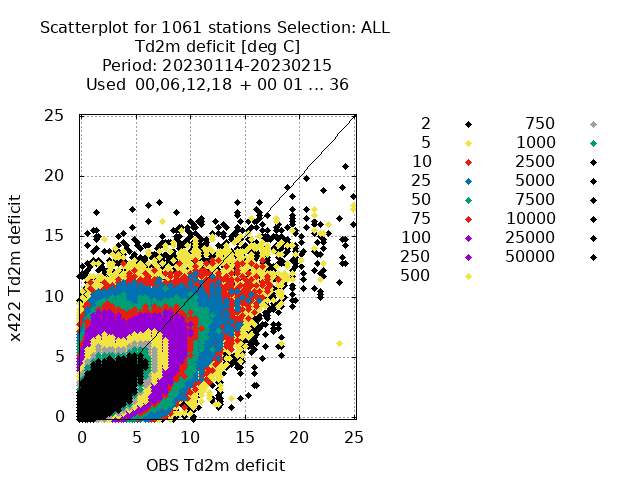 Scatterplot for 1061 stations Selection: ALL
Td2m deficit [deg C]
Period: 20230114-20230215
Used 00,06,12,18 + 00 01 ... 36
25
20
15
10
5
0
x422 Td2m deficit
0 5 10 15 20 25
OBS Td2m deficit
2 750
5 1000
10 2500
25 5000
50 7500
75 10000
100 25000
250 50000
500